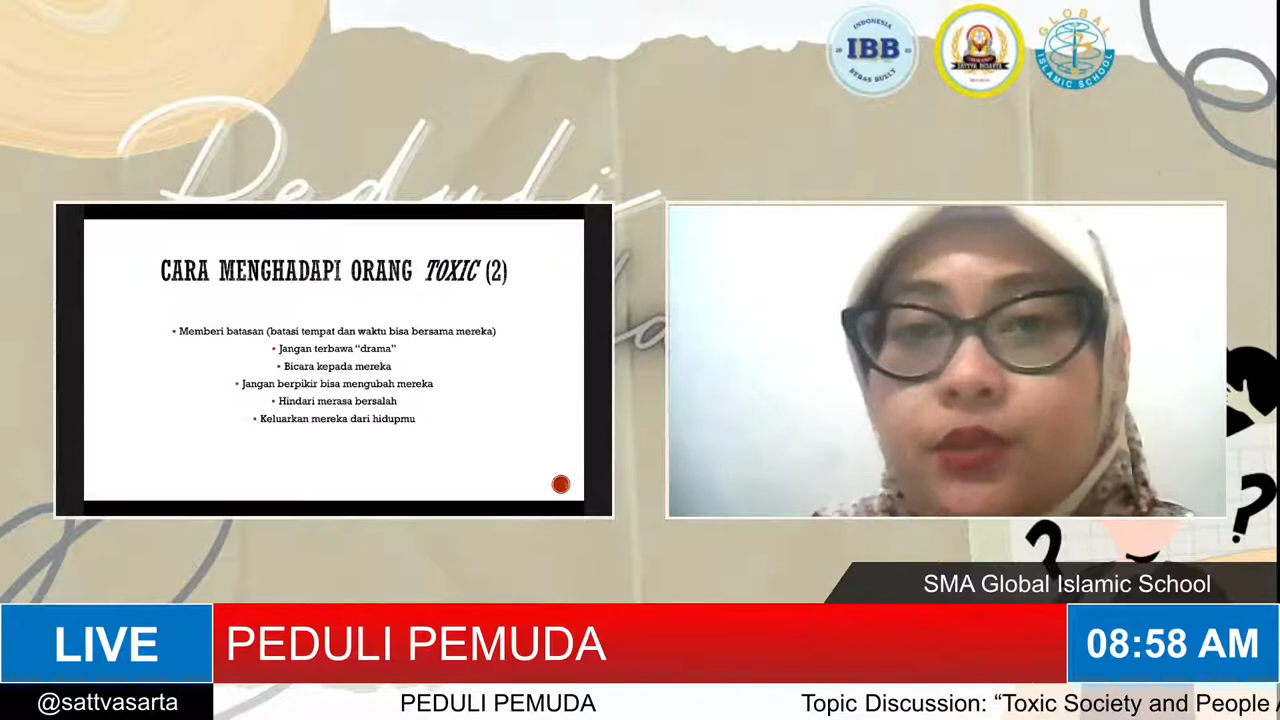 INDONESIA
IBB
BEBAS BULLY
SATTVA BESARTA
GLOBAL
ISLAMIC SCHOOL
Peduli
CARA MENGHADAPI ORANG TOXIC (2)
• Memberi batasan (batasi tempat dan waktu bisa bersama mereka)
• Jangan terbawa “drama”
• Bicara kepada mereka
• Jangan berpikir bisa mengubah mereka
• Hindari merasa bersalah
• Keluarkan mereka dari hidupmu
?
?
SMA Global Islamic School
LIVE
PEDULI PEMUDA
08:58 AM
@sattvasarta
PEDULI PEMUDA
Topic Discussion: “Toxic Society and People